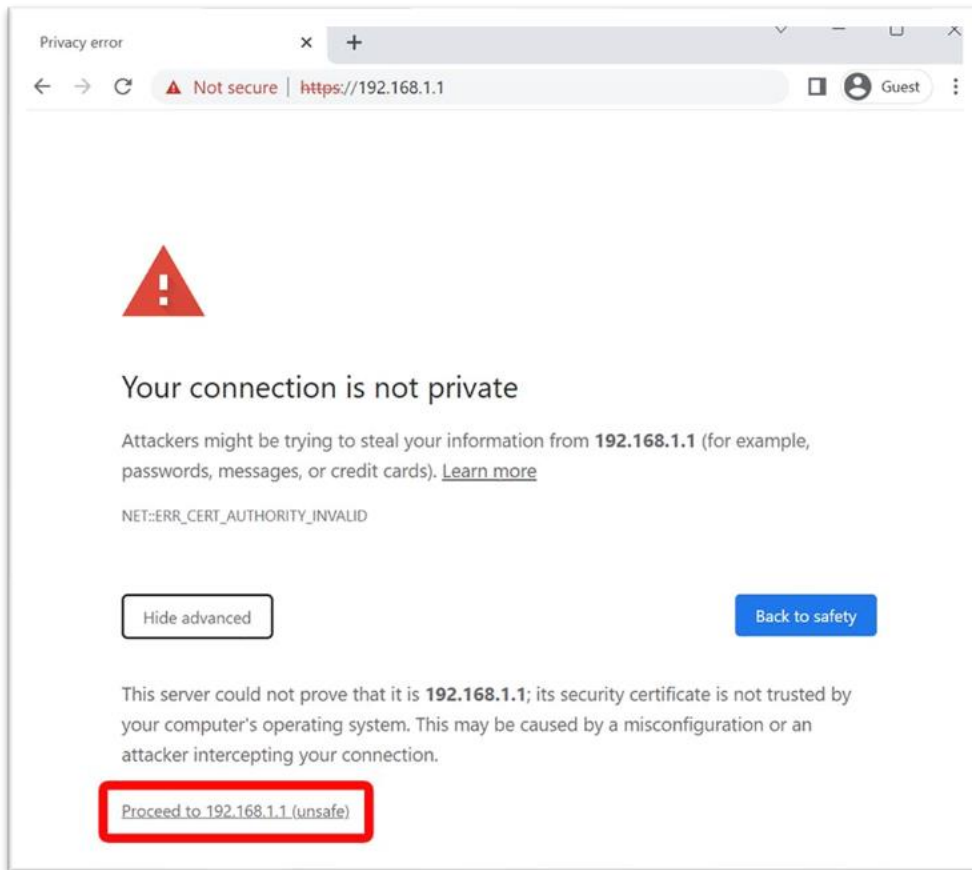 Privacy error
Not secure | https://192.168.1.1
Guest
Your connection is not private
Attackers might be trying to steal your information from 192.168.1.1 (for example,
passwords, messages, or credit cards). Learn more
NET::ERR_CERT_AUTHORITY_INVALID
Hide advanced
Back to safety
This server could not prove that it is 192.168.1.1; its security certificate is not trusted by
your computer's operating system. This may be caused by a misconfiguration or an
attacker intercepting your connection.
Proceed to 192.168.1.1 (unsafe)